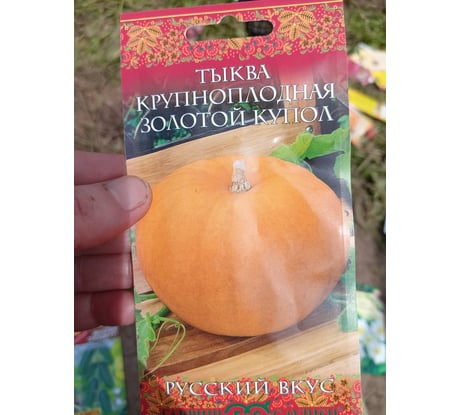 ТЫКВА
КРУПНОПЛОДНАЯ
ЗОЛОТОЙ КУПОЛ
РУССКИЙ ВКУС